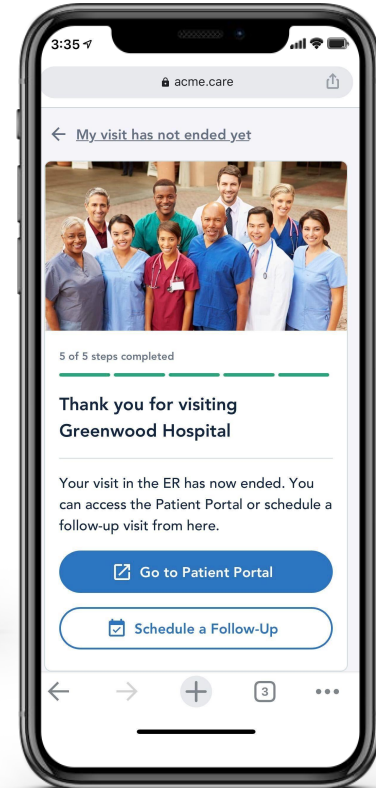 3:35
acme.care
My visit has not ended yet
5 of 5 steps completed
Thank you for visiting
Greenwood Hospital
Your visit in the ER has now ended. You
can access the Patient Portal or schedule a
follow-up visit from here.
Go to Patient Portal
Schedule a Follow-Up
3